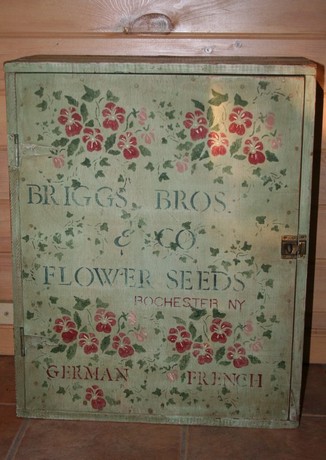 BRIGGS BROS.
& CO
FLOWER SEEDS
ROCHESTER NY
GERMAN FRENCH